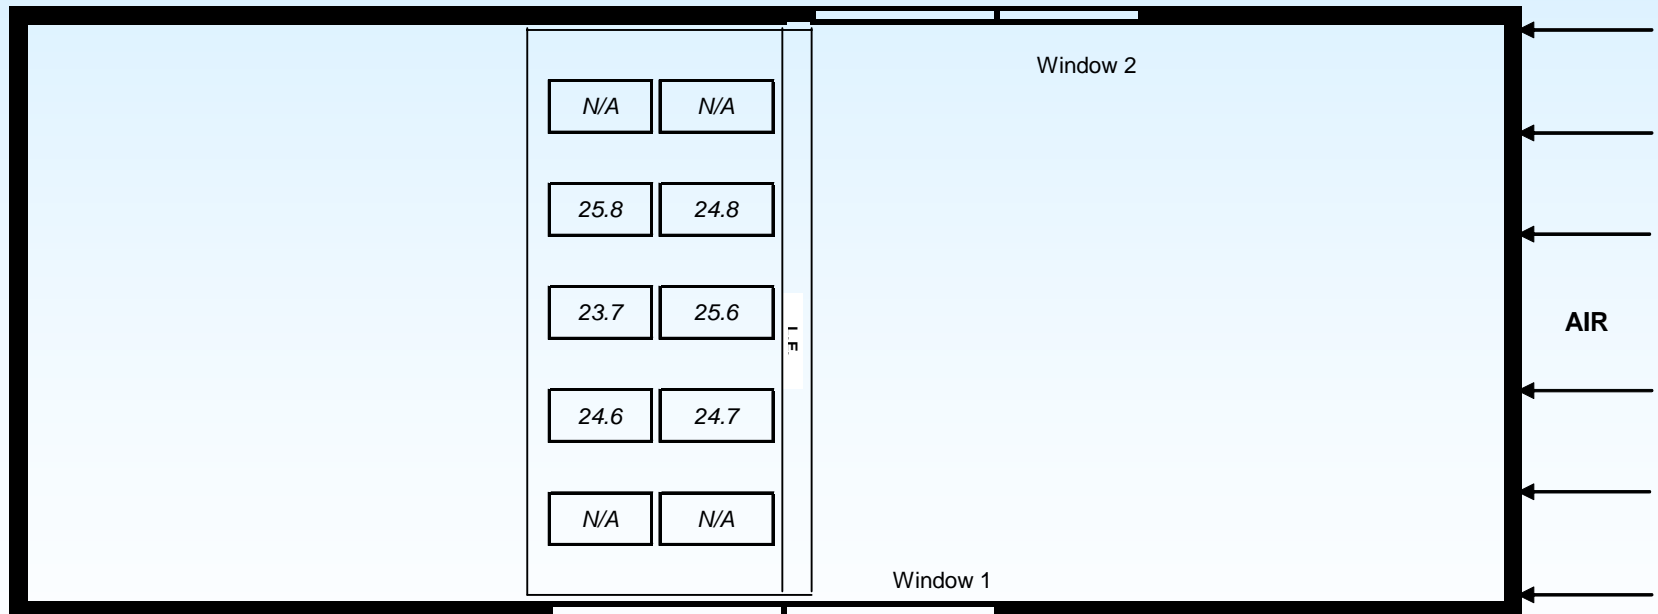 Window 2
N/A N/A
25.8 24.8
23.7 25.6
AIR
L.F.
24.6 24.7
N/A N/A
Window 1